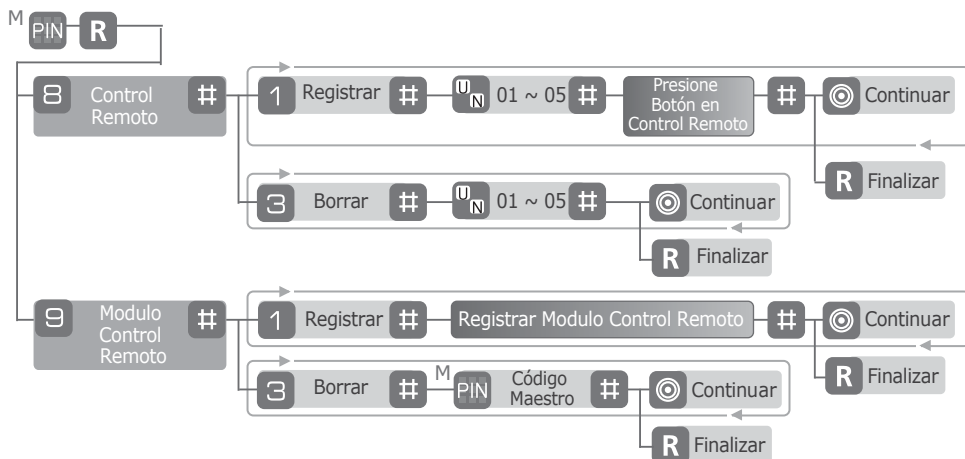 M PIN R
8 Control Remoto #
1 Registrar # UN 01 ~ 05 # Presione Botón en Control Remoto # Continuar
R Finalizar
3 Borrar # UN 01 ~ 05 # Continuar
R Finalizar
9 Modulo Control Remoto #
1 Registrar # Registrar Modulo Control Remoto # Continuar
R Finalizar
3 Borrar # M PIN Código Maestro # Continuar
R Finalizar